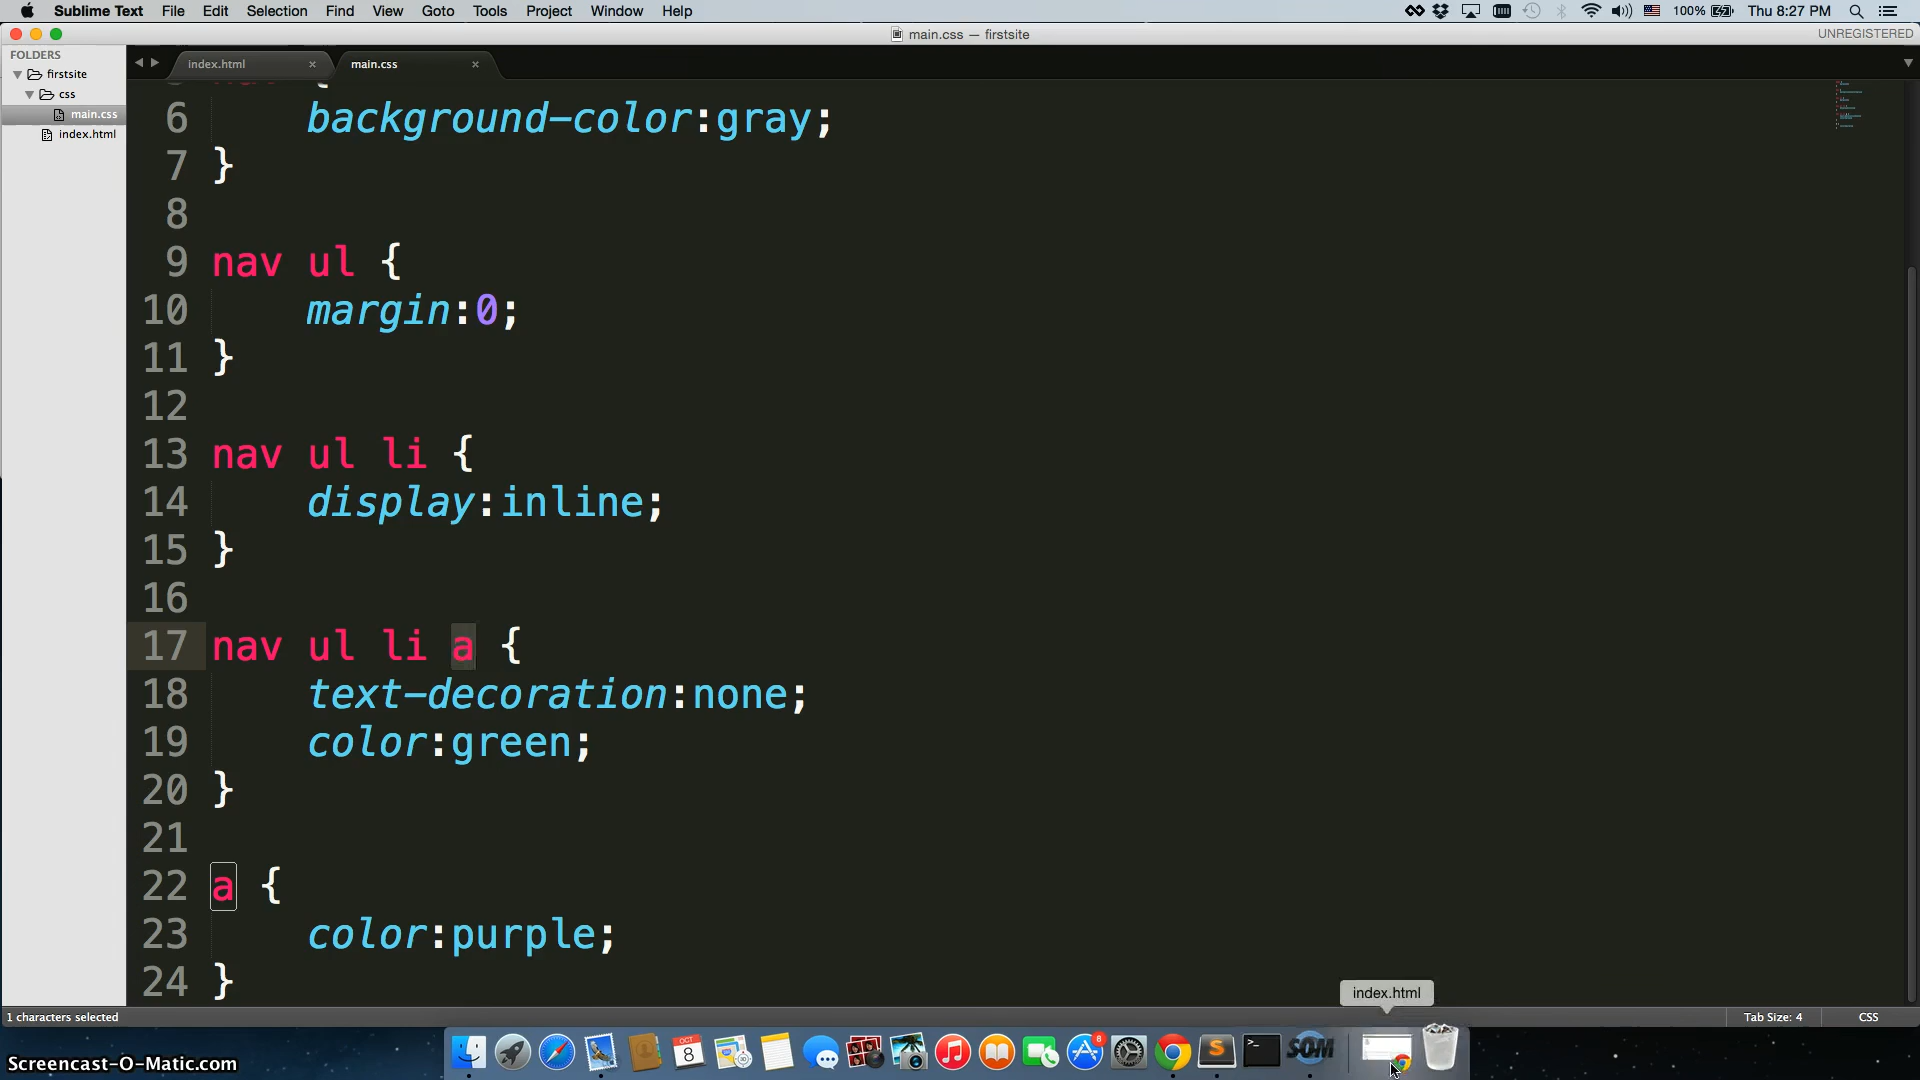 Sublime Text File Edit Selection Find View Goto Tools Project Window Help 100% Thu 8:27 PM
main.css — firstsite UNREGISTERED
FOLDERS
firstsite
css
main.css
index.html
index.html × main.css ×
6 background-color:gray;
7 }
8
9 nav ul {
10 margin:0;
11 }
12
13 nav ul li {
14 display:inline;
15 }
16
17 nav ul li a {
18 text-decoration:none;
19 color:green;
20 }
21
22 a {
23 color:purple;
24 }
index.html
1 characters selected Tab Size: 4 CSS
OCT
8
8
S
>_
SOM
Screencast-O-Matic.com